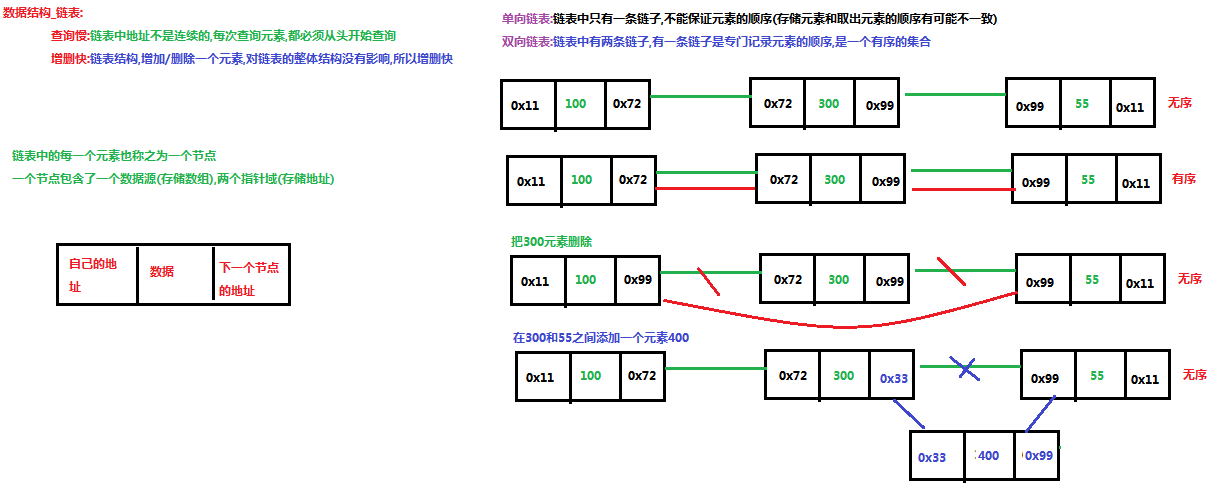 数据结构_链表:
查询慢:链表中地址不是连续的,每次查询元素,都必须从头开始查询
增删快:链表结构,增加/删除一个元素,对链表的整体结构没有影响,所以增删快
链表中的每一个元素也称之为一个节点
一个节点包含了一个数据源(存储数组),两个指针域(存储地址)
自己的地
址
数据
下一个节点
的地址
单向链表:链表中只有一条链子,不能保证元素的顺序(存储元素和取出元素的顺序有可能不一致)
双向链表:链表中有两条链子,有一条链子是专门记录元素的顺序,是一个有序的集合
0x11 100 0x72 0x72 300 0x99 0x99 55 0x11 无序
0x11 100 0x72 0x72 300 0x99 0x99 55 0x11 有序
把300元素删除
0x11 100 0x99 0x72 300 0x99 0x99 55 0x11 无序
在300和55之间添加一个元素400
0x11 100 0x72 0x72 300 0x33 0x99 55 0x11 无序
0x33 400 0x99